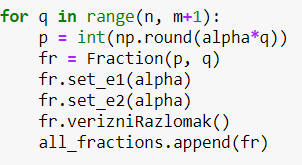 for q in range(n, m+1):
    p = int(np.round(alpha*q))
    fr = Fraction(p, q)
    fr.set_e1(alpha)
    fr.set_e2(alpha)
    fr.verizniRazlomak()
    all_fractions.append(fr)